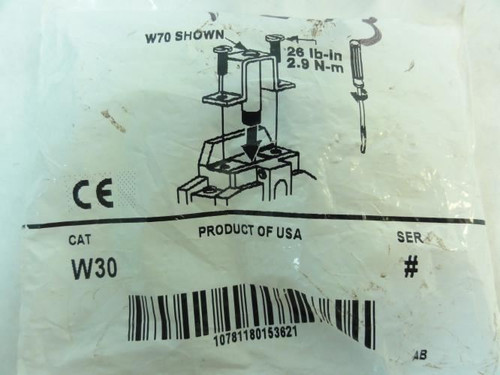 W70 SHOWN
26 lb-in
2.9 N-m
CE
CAT
PRODUCT OF USA
SER
W30
#
10781180153621
AB